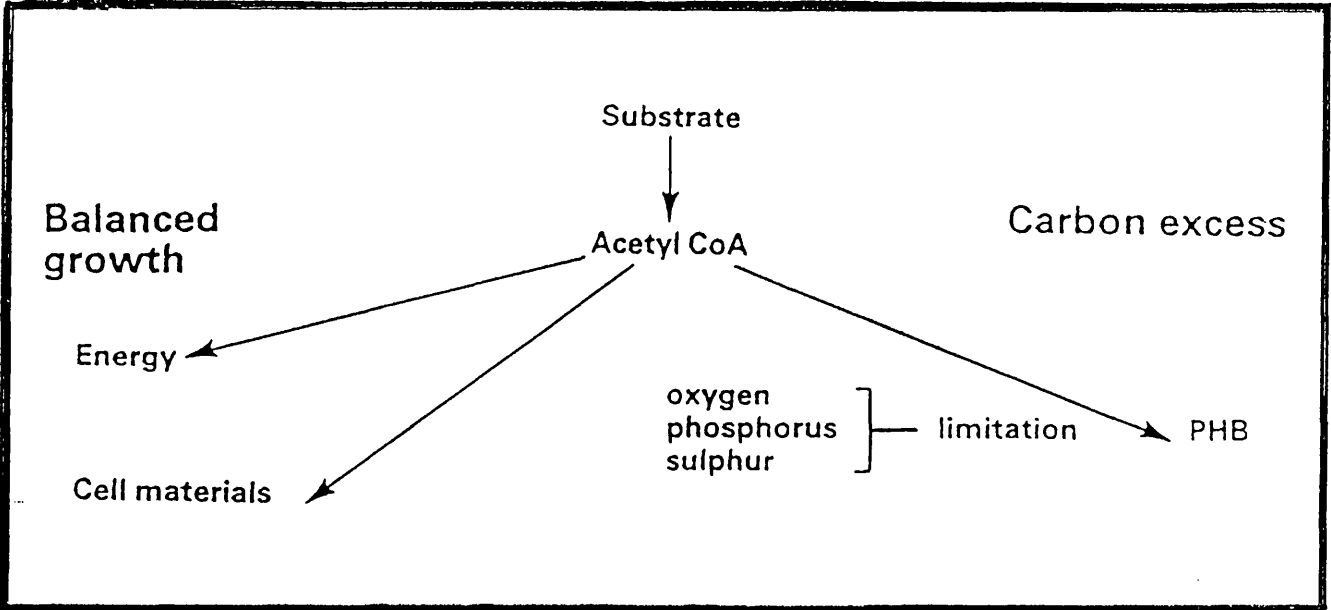 Substrate
Balanced
growth
Carbon excess
Acetyl CoA
Energy
oxygen
phosphorus
sulphur
limitation
PHB
Cell materials